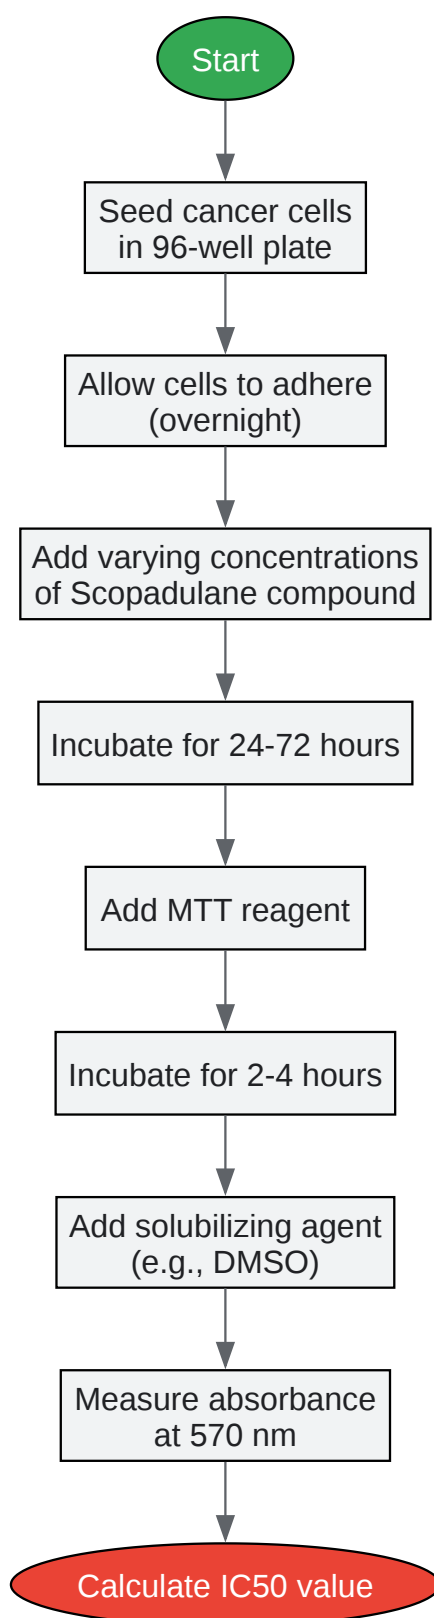 Start
Seed cancer cells
in 96-well plate
Allow cells to adhere
(overnight)
Add varying concentrations
of Scopadulane compound
Incubate for 24-72 hours
Add MTT reagent
Incubate for 2-4 hours
Add solubilizing agent
(e.g., DMSO)
Measure absorbance
at 570 nm
Calculate IC50 value